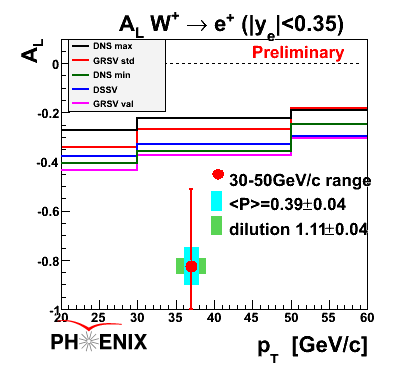 A_L W⁺ → e⁺ (|y_e|<0.35)
A_L
Preliminary
DNS max
GRSV std
DNS min
DSSV
GRSV val
0
-0.2
-0.4
-0.6
-0.8
-1
30-50GeV/c range
<P>=0.39±0.04
dilution 1.11±0.04
20 25 30 35 40 45 50 55 60
p_T [GeV/c]
PHENIX